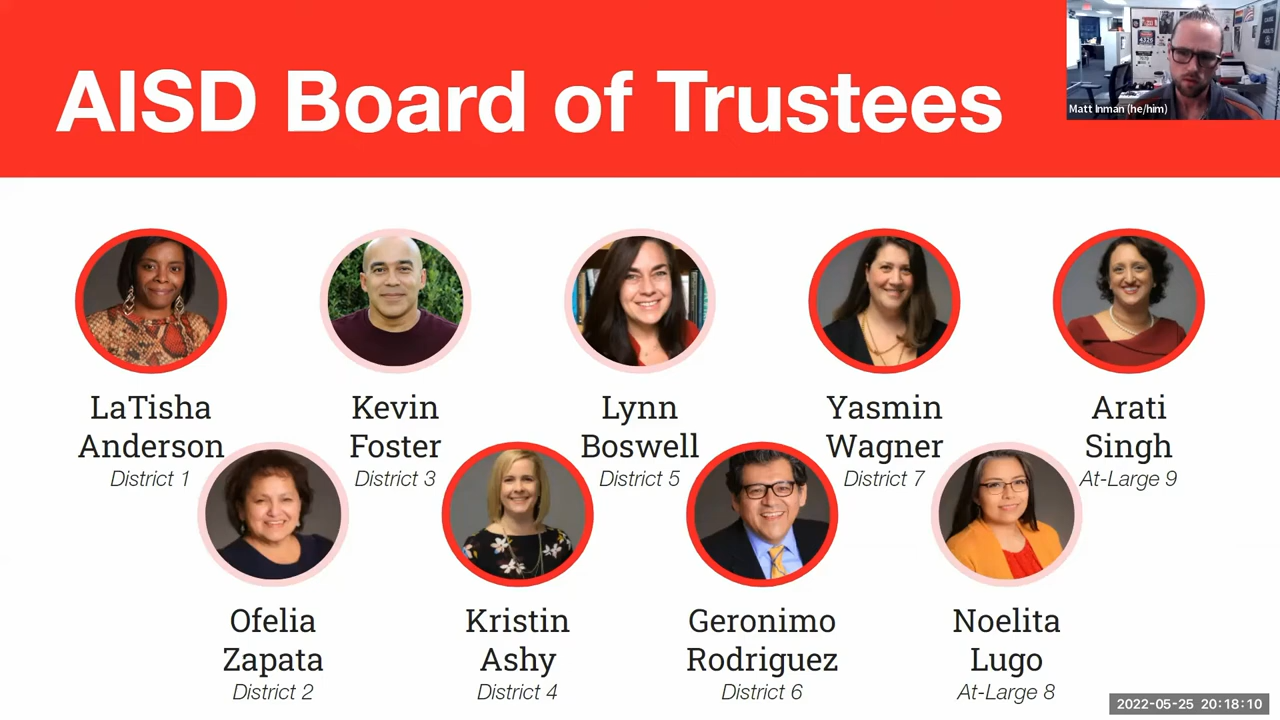 AISD Board of Trustees
Matt Inman (he/him)
LaTisha
Anderson
District 1
Kevin
Foster
District 3
Lynn
Boswell
District 5
Yasmin
Wagner
District 7
Arati
Singh
At-Large 9
Ofelia
Zapata
District 2
Kristin
Ashy
District 4
Geronimo
Rodriguez
District 6
Noelita
Lugo
At-Large 8
2022-05-25 20:18:10